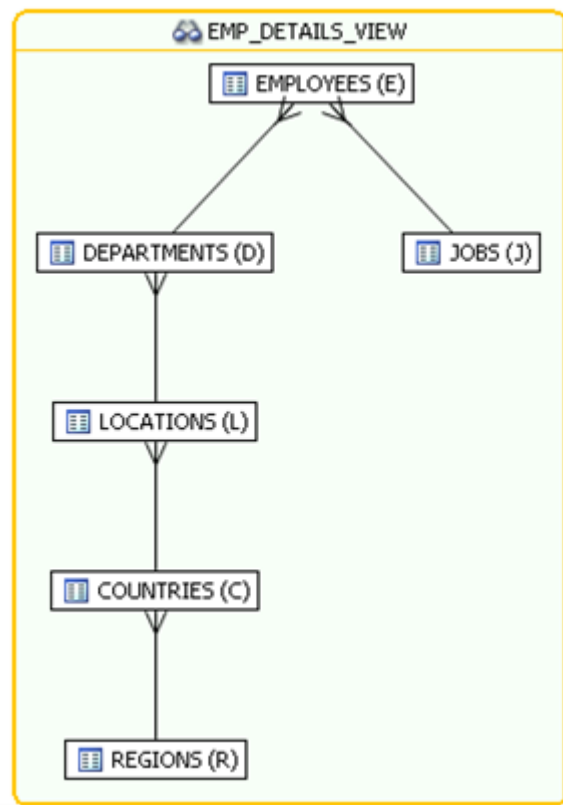 EMP_DETAILS_VIEW
EMPLOYEES (E)
DEPARTMENTS (D)
JOBS (J)
LOCATIONS (L)
COUNTRIES (C)
REGIONS (R)